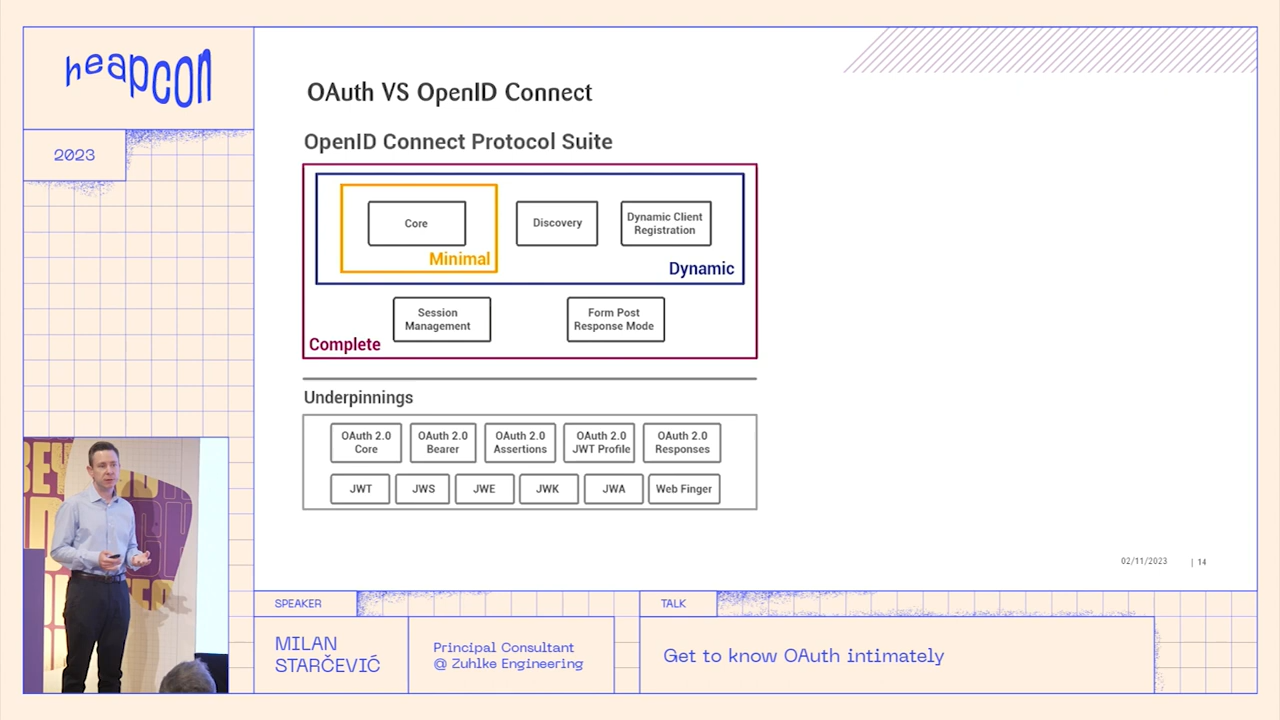 heapcon
2023
OAuth VS OpenID Connect
OpenID Connect Protocol Suite
Core
Minimal
Discovery
Dynamic Client
Registration
Dynamic
Session
Management
Form Post
Response Mode
Complete
Underpinnings
OAuth 2.0
Core
OAuth 2.0
Bearer
OAuth 2.0
Assertions
OAuth 2.0
JWT Profile
OAuth 2.0
Responses
JWT
JWS
JWE
JWK
JWA
Web Finger
02/11/2023 | 14
SPEAKER
MILAN
STARČEVIĆ
Principal Consultant
@ Zuhlke Engineering
TALK
Get to know OAuth intimately